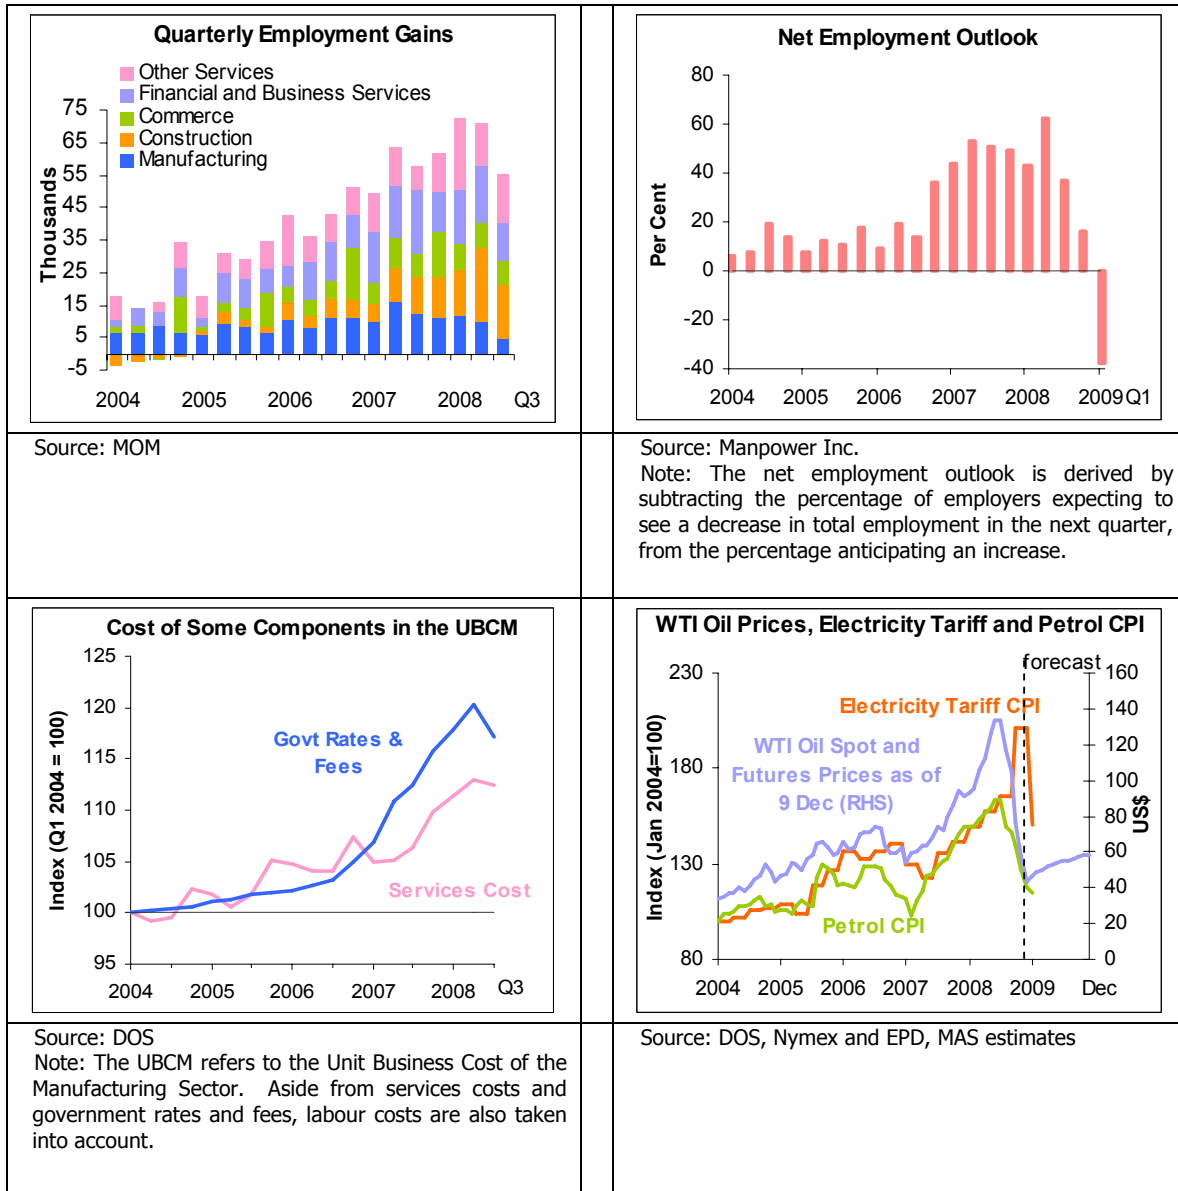 Quarterly Employment Gains
Other Services
Financial and Business Services
Commerce
Construction
Manufacturing
Thousands
75
65
55
45
35
25
15
5
-5
2004 2005 2006 2007 2008 Q3
Source: MOM
Net Employment Outlook
Per Cent
80
60
40
20
0
-20
-40
2004 2005 2006 2007 2008 2009 Q1
Source: Manpower Inc.
Note: The net employment outlook is derived by
subtracting the percentage of employers expecting to
see a decrease in total employment in the next quarter,
from the percentage anticipating an increase.
Cost of Some Components in the UBCM
Index (Q1 2004 = 100)
125
120
115
110
105
100
95
Govt Rates &
Fees
Services Cost
2004 2005 2006 2007 2008 Q3
Source: DOS
Note: The UBCM refers to the Unit Business Cost of the
Manufacturing Sector. Aside from services costs and
government rates and fees, labour costs are also taken
into account.
WTI Oil Prices, Electricity Tariff and Petrol CPI
forecast
Index (Jan 2004=100)
230
180
130
80
Electricity Tariff CPI
WTI Oil Spot and
Futures Prices as of
9 Dec (RHS)
Petrol CPI
160
140
120
100
80
60
40
20
0
US$
2004 2005 2006 2007 2008 2009 Dec
Source: DOS, Nymex and EPD, MAS estimates